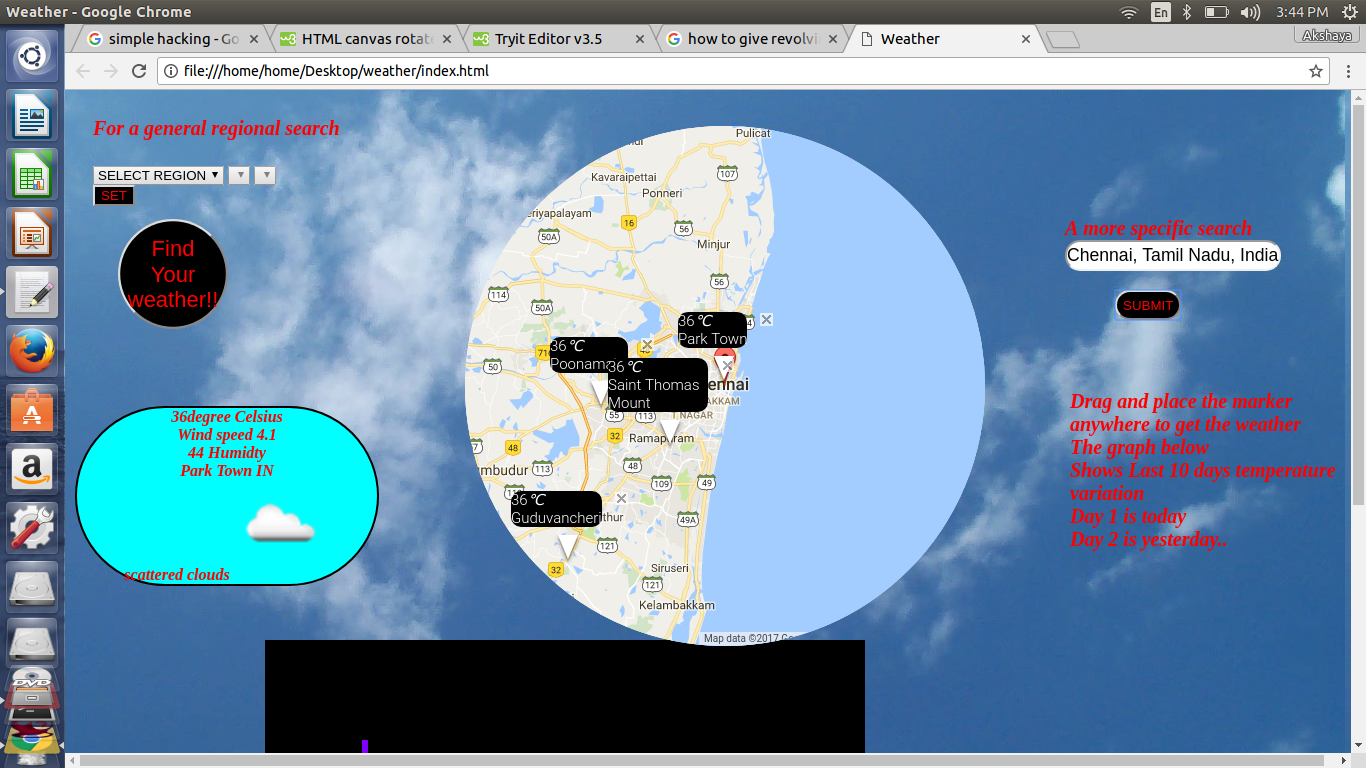 Weather - Google Chrome
En
3:44 PM
simple hacking - Go
HTML canvas rotate
Tryit Editor v3.5
how to give revolvi
Weather
Akshaya
file:///home/home/Desktop/weather/index.html
For a general regional search
SELECT REGION
SET
Find
Your
weather!!
36degree Celsius
Wind speed 4.1
44 Humidty
Park Town IN
scattered clouds
Pulicat
107
Kavaraipettai
Ponneri
eriyapalayam
16
50A
56
Minjur
114
56
50A
50
36℃
Park Town
36℃
Poonama
36℃
Saint Thomas
Mount
ennai
AKKAM
T.NAGAR
55
113
32
Ramapuram
48
48
mbudur
113
109
49
36℃
Guduvancheri
thur
49A
121
32
Siruseri
121
Kelambakkam
Map data ©2017 Go
A more specific search
Chennai, Tamil Nadu, India
SUBMIT
Drag and place the marker
anywhere to get the weather
The graph below
Shows Last 10 days temperature
variation
Day 1 is today
Day 2 is yesterday..
DVD